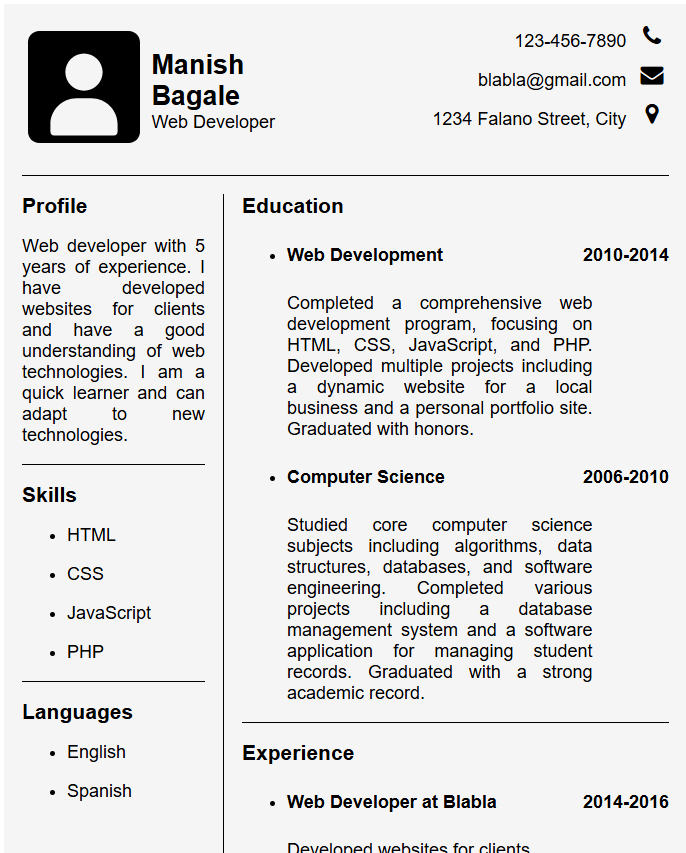 Manish
Bagale
Web Developer
123-456-7890
blabla@gmail.com
1234 Falano Street, City
Profile
Web developer with 5
years of experience. I
have developed
websites for clients
and have a good
understanding of web
technologies. I am a
quick learner and can
adapt to new
technologies.
Skills
HTML
CSS
JavaScript
PHP
Languages
English
Spanish
Education
Web Development 2010-2014
Completed a comprehensive web
development program, focusing on
HTML, CSS, JavaScript, and PHP.
Developed multiple projects including
a dynamic website for a local
business and a personal portfolio site.
Graduated with honors.
Computer Science 2006-2010
Studied core computer science
subjects including algorithms, data
structures, databases, and software
engineering. Completed various
projects including a database
management system and a software
application for managing student
records. Graduated with a strong
academic record.
Experience
Web Developer at Blabla 2014-2016
Developed websites for clients